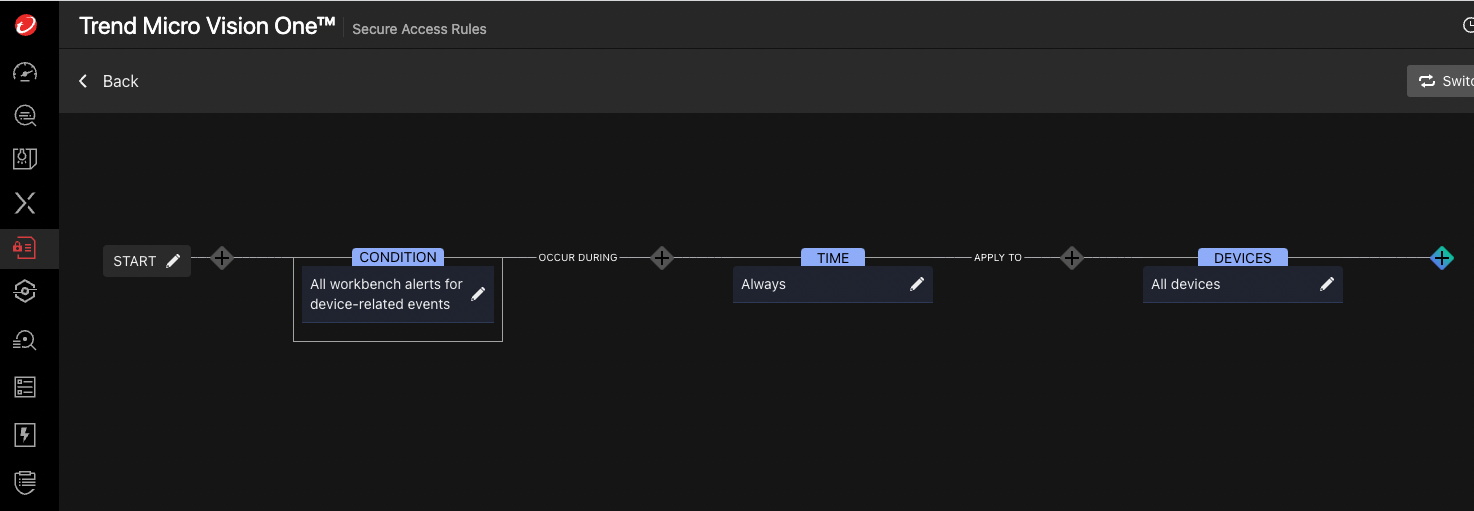 Trend Micro Vision One™ Secure Access Rules
Back
START
CONDITION
All workbench alerts for
device-related events
OCCUR DURING
TIME
Always
APPLY TO
DEVICES
All devices